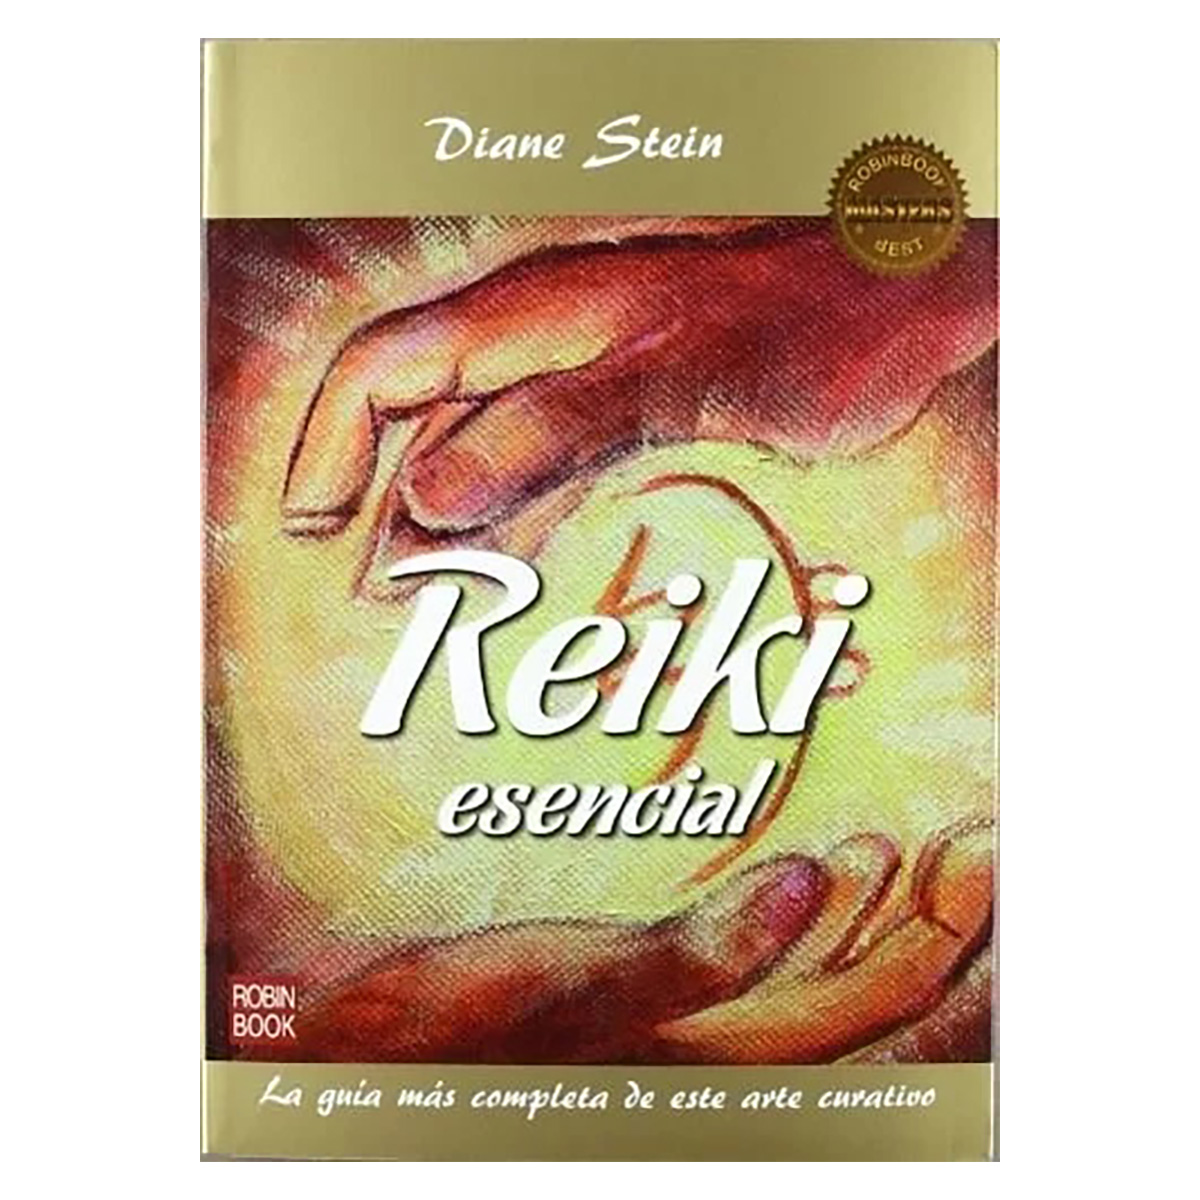 Diane Stein
ROBINBOOK
MASTERS
BEST
Reiki
esencial
ROBIN
BOOK
La guía más completa de este arte curativo